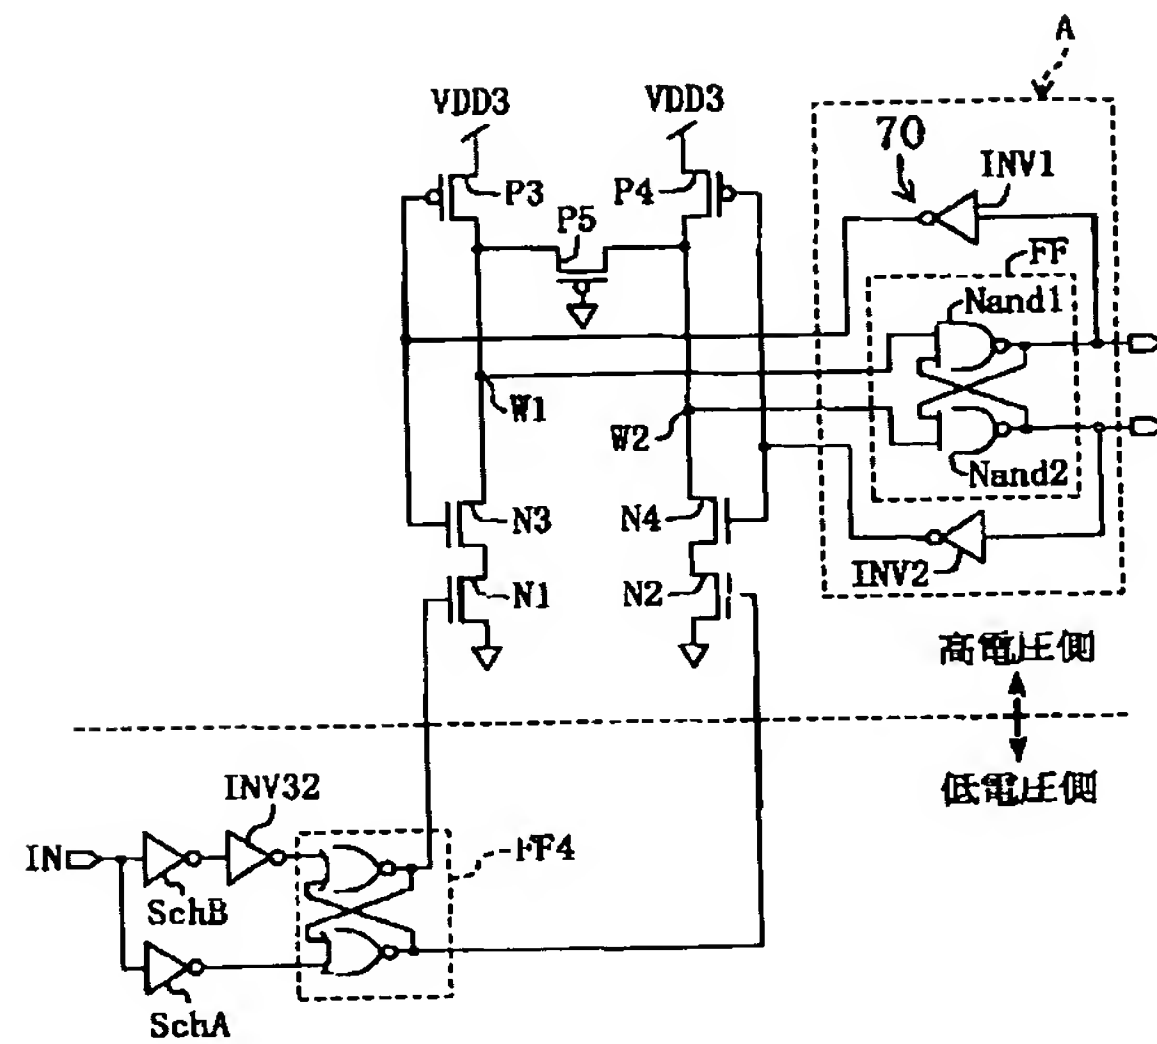 A
VDD3
VDD3
70
INV1
P3
P4
P5
FF
Nand1
W1
W2
Nand2
N3
N4
INV2
N1
N2
高電圧側
低電圧側
INV32
IN
FF4
SchB
SchA